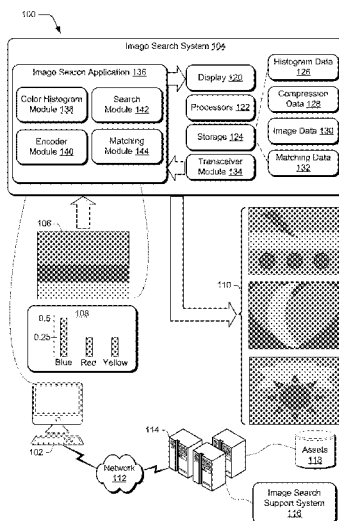 100
Image Search System 104
Image Search Application 136
Color Histogram Module 138
Search Module 142
Encoder Module 140
Matching Module 144
Display 120
Processors 122
Storage 124
Transceiver Module 134
Histogram Data 126
Compression Data 128
Image Data 130
Matching Data 132
106
108
0.5
0.25
Blue Red Yellow
110
102
Network 112
114
Assets 118
Image Search Support System 116